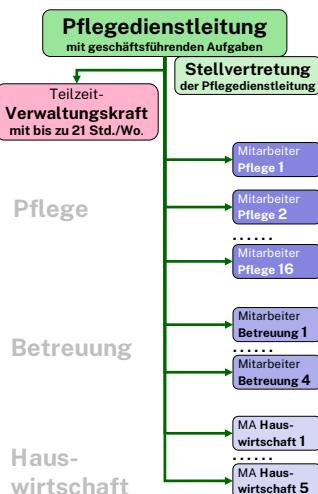 Pflegedienstleitung
mit geschäftsführenden Aufgaben
Stellvertretung
der Pflegedienstleitung
Teilzeit-
Verwaltungskraft
mit bis zu 21 Std./Wo.
Pflege
Mitarbeiter
Pflege 1
Mitarbeiter
Pflege 2
......
Mitarbeiter
Pflege 16
Betreuung
Mitarbeiter
Betreuung 1
......
Mitarbeiter
Betreuung 4
Haus-
wirtschaft
MA Haus-
wirtschaft 1
......
MA Haus-
wirtschaft 5